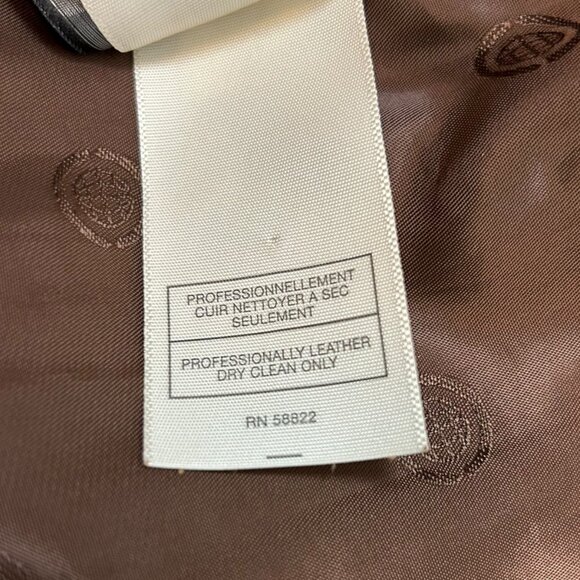 PROFESSIONNELLEMENT
CUIR NETTOYER A SEC
SEULEMENT
PROFESSIONALLY LEATHER
DRY CLEAN ONLY
RN 58822